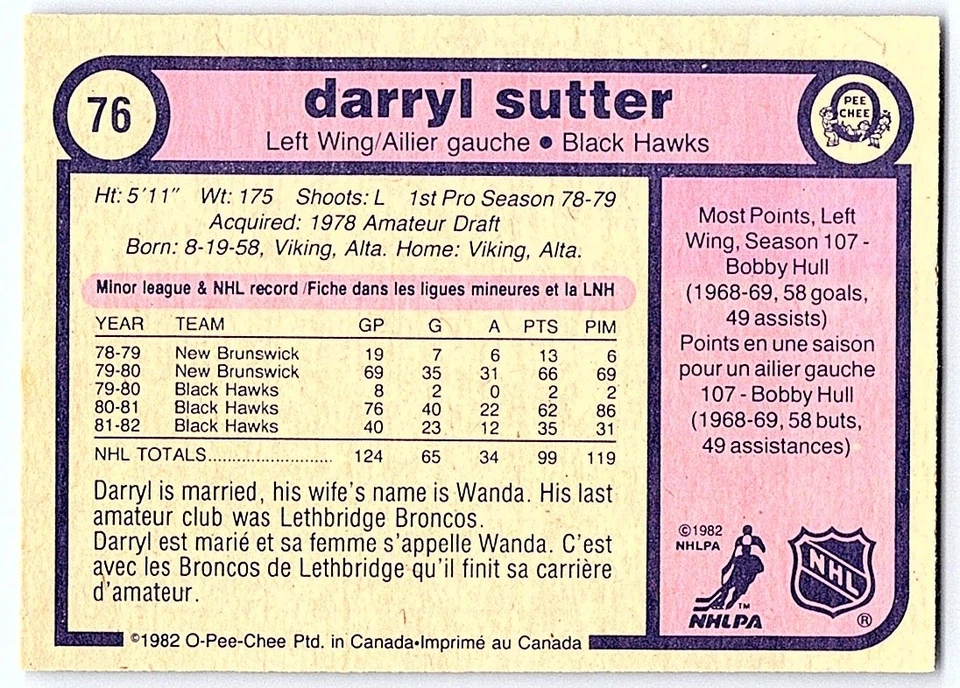 76
darryl sutter
Left Wing/Ailier gauche • Black Hawks
PEE
CHEE
Ht: 5'11" Wt: 175 Shoots: L 1st Pro Season 78-79
Acquired: 1978 Amateur Draft
Born: 8-19-58, Viking, Alta. Home: Viking, Alta.
Minor league & NHL record /Fiche dans les ligues mineures et la LNH
YEAR TEAM GP G A PTS PIM
78-79 New Brunswick 19 7 6 13 6
79-80 New Brunswick 69 35 31 66 69
79-80 Black Hawks 8 2 0 2 2
80-81 Black Hawks 76 40 22 62 86
81-82 Black Hawks 40 23 12 35 31
NHL TOTALS............................ 124 65 34 99 119
Darryl is married, his wife's name is Wanda. His last
amateur club was Lethbridge Broncos.
Darryl est marié et sa femme s'appelle Wanda. C'est
avec les Broncos de Lethbridge qu'il finit sa carrière
d'amateur.
©1982 O-Pee-Chee Ptd. in Canada•Imprimé au Canada
Most Points, Left
Wing, Season 107 -
Bobby Hull
(1968-69, 58 goals,
49 assists)
Points en une saison
pour un ailier gauche
107 - Bobby Hull
(1968-69, 58 buts,
49 assistances)
©1982
NHLPA
TM
NHLPA
NHL
®